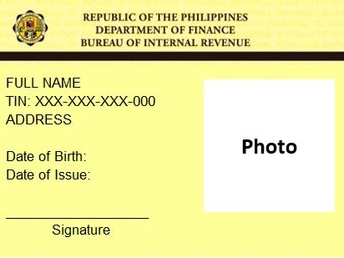 REPUBLIC OF THE PHILIPPINES
DEPARTMENT OF FINANCE
BUREAU OF INTERNAL REVENUE
FULL NAME
TIN: XXX-XXX-XXX-000
ADDRESS
Photo
Date of Birth:
Date of Issue:
Signature